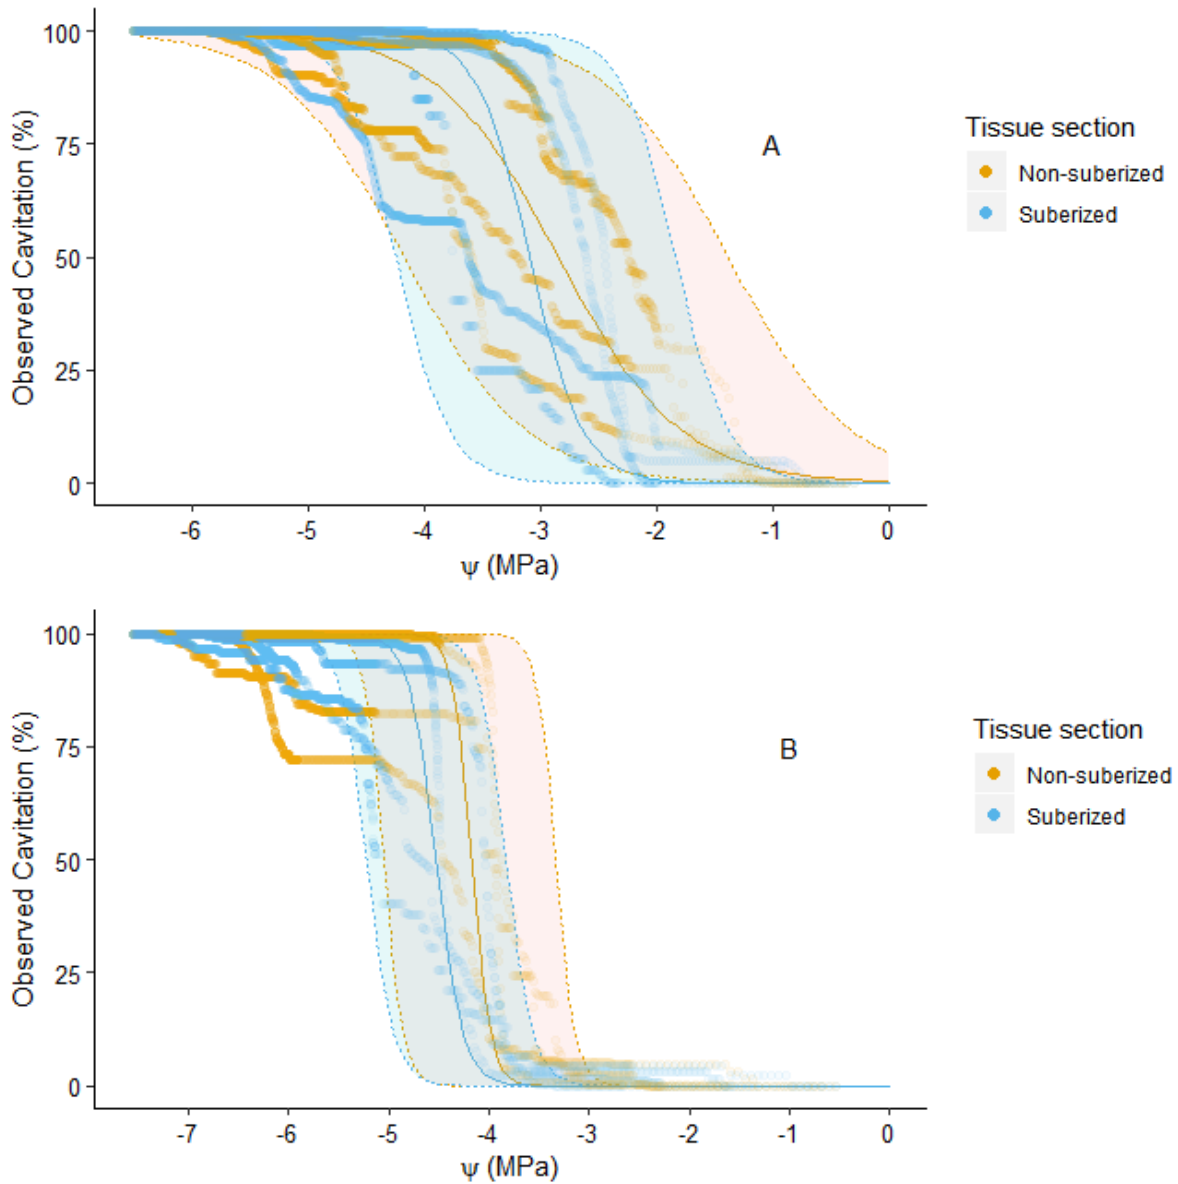 100
75
50
25
0
Observed Cavitation (%)
A
-6 -5 -4 -3 -2 -1 0
ψ (MPa)
Tissue section
Non-suberized
Suberized
100
75
50
25
0
Observed Cavitation (%)
B
-7 -6 -5 -4 -3 -2 -1 0
ψ (MPa)
Tissue section
Non-suberized
Suberized